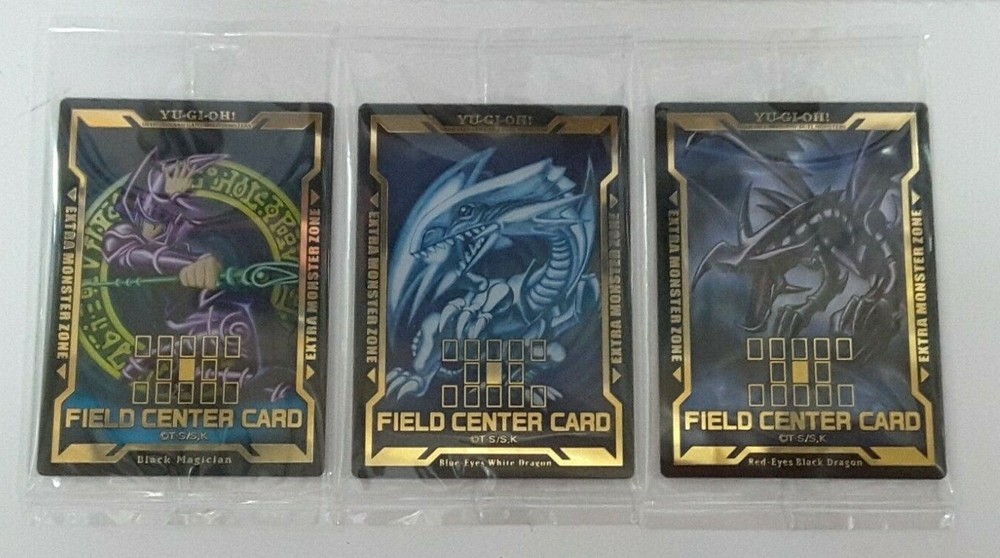 YU-GI-OH!
EXTRA MONSTER ZONE
EXTRA MONSTER ZONE
FIELD CENTER CARD
©T S/S,K
Black Magician
YU-GI-OH!
EXTRA MONSTER ZONE
EXTRA MONSTER ZONE
FIELD CENTER CARD
©T S/S,K
Blue-Eyes White Dragon
YU-GI-OH!
EXTRA MONSTER ZONE
EXTRA MONSTER ZONE
FIELD CENTER CARD
©T S/S,K
Red-Eyes Black Dragon